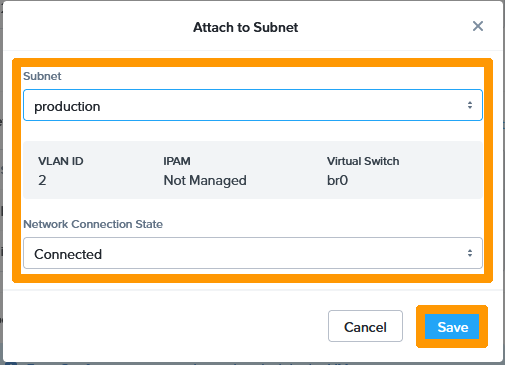 Attach to Subnet
Subnet
production
VLAN ID IPAM Virtual Switch
2 Not Managed br0
Network Connection State
Connected
Cancel Save